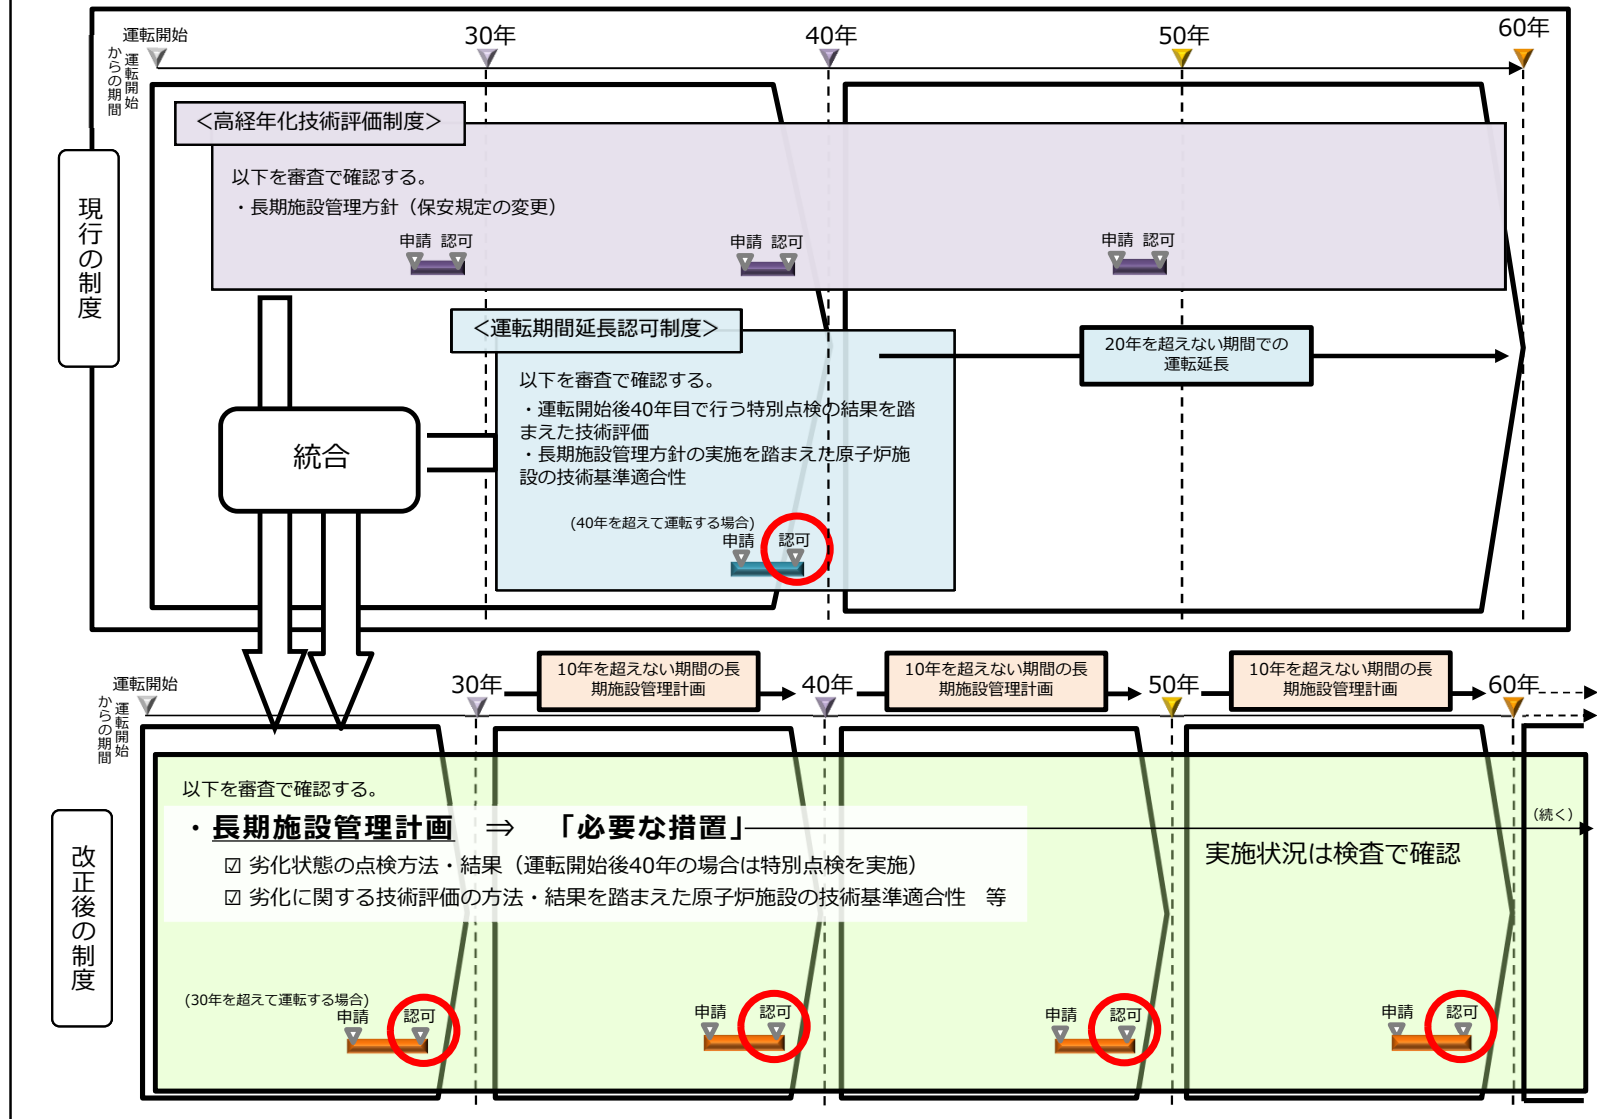 運転開始
30年
40年
50年
60年
運転開始
からの期間
現行の制度
＜高経年化技術評価制度＞
以下を審査で確認する。
・長期施設管理方針（保安規定の変更）
申請 認可
申請 認可
申請 認可
＜運転期間延長認可制度＞
以下を審査で確認する。
・運転開始後40年目で行う特別点検の結果を踏
まえた技術評価
・長期施設管理方針の実施を踏まえた原子炉施
設の技術基準適合性
(40年を超えて運転する場合)
申請 認可
20年を超えない期間での
運転延長
統合
10年を超えない期間の長
期施設管理計画
10年を超えない期間の長
期施設管理計画
10年を超えない期間の長
期施設管理計画
運転開始
30年
40年
50年
60年
運転開始
からの期間
改正後の制度
以下を審査で確認する。
・長期施設管理計画 ⇒ 「必要な措置」
☑ 劣化状態の点検方法・結果（運転開始後40年の場合は特別点検を実施）
☑ 劣化に関する技術評価の方法・結果を踏まえた原子炉施設の技術基準適合性　等
(続く)
実施状況は検査で確認
(30年を超えて運転する場合)
申請 認可
申請 認可
申請 認可
申請 認可